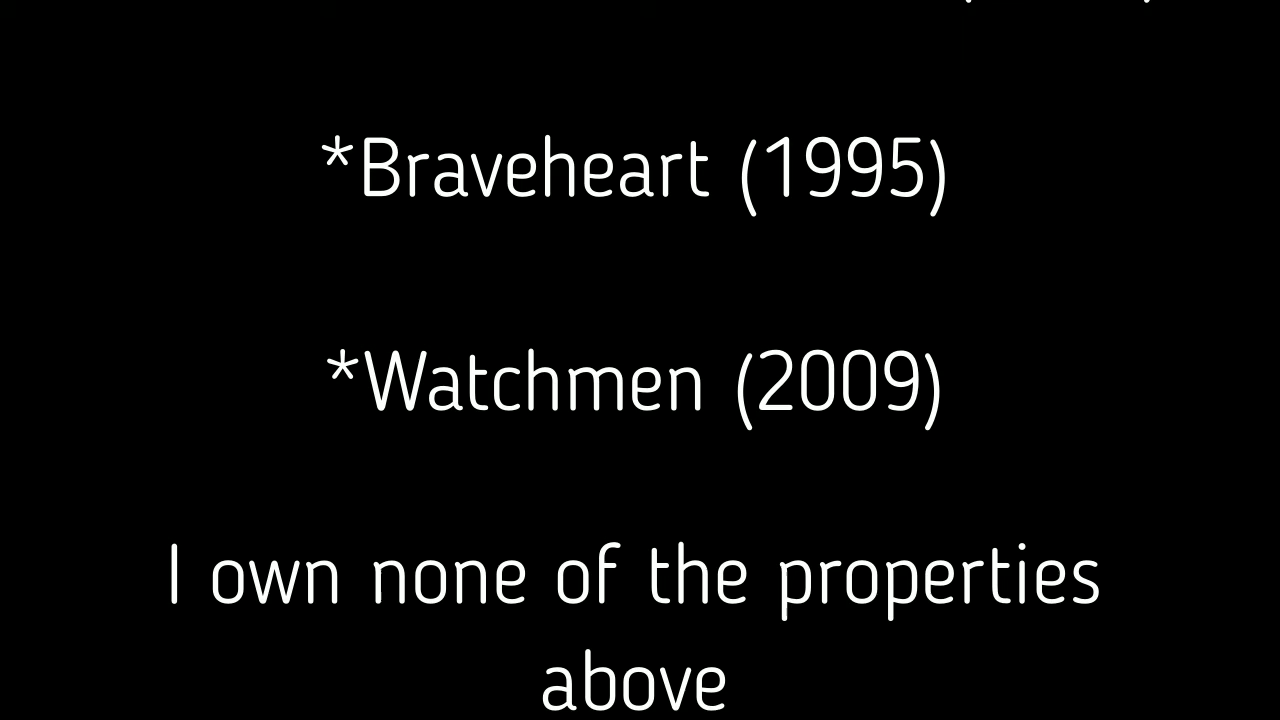 *Braveheart (1995)
*Watchmen (2009)
I own none of the properties
above